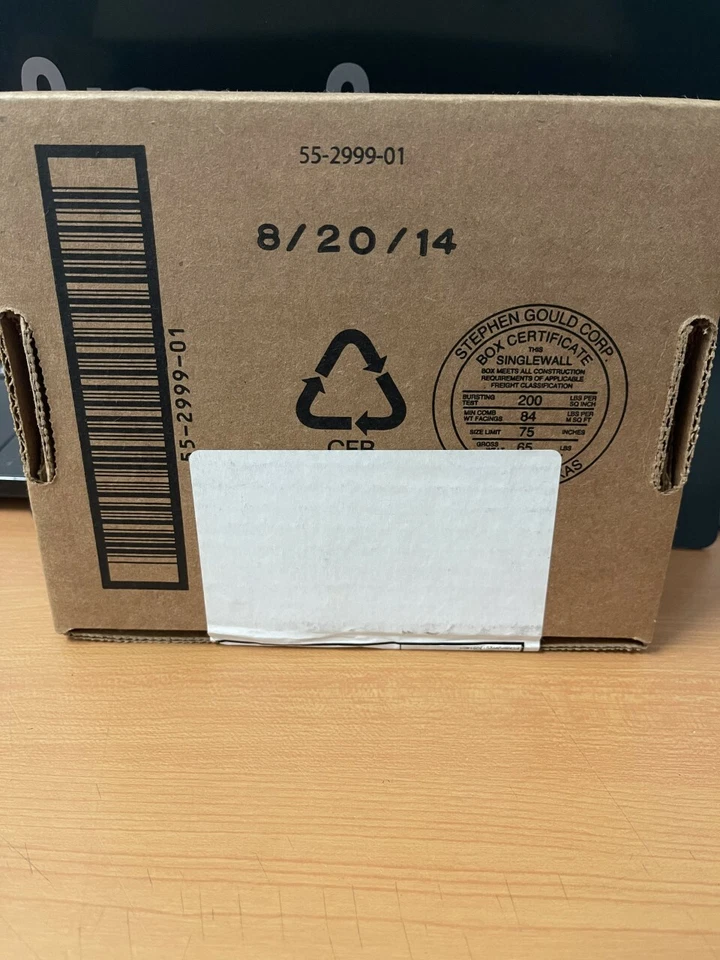 55-2999-01
8/20/14
55-2999-01
STEPHEN GOULD CORP.
BOX CERTIFICATE
THIS
SINGLEWALL
BOX MEETS ALL CONSTRUCTION
REQUIREMENTS OF APPLICABLE
FREIGHT CLASSIFICATION
BURSTING TEST 200 LBS PER SQ INCH
MIN COMB WT FACINGS 84 LBS PER M SQ FT
SIZE LIMIT 75 INCHES
GROSS 65 LBS